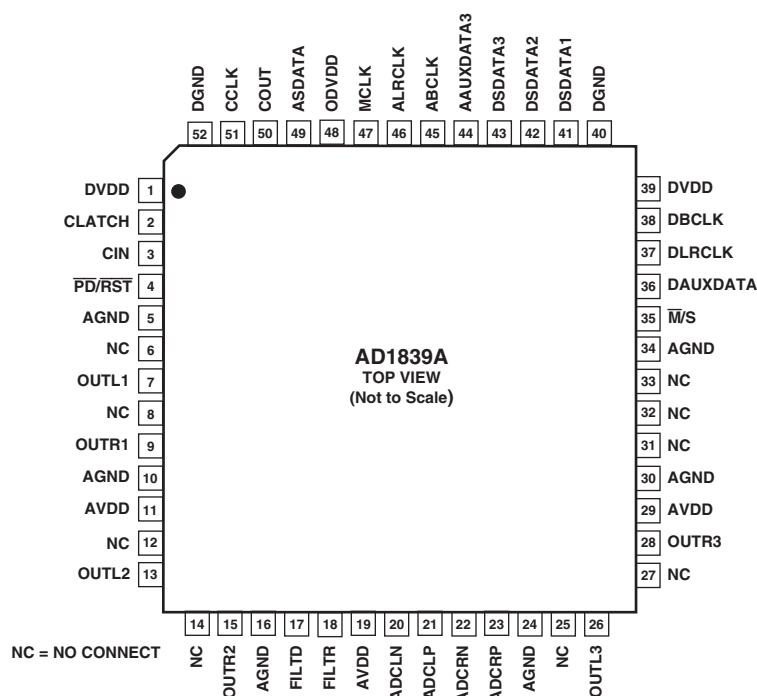 DGND
CCLK
COUT
ASDATA
ODVDD
MCLK
ALRCLK
ABCLK
AAUXDATA3
DSDATA3
DSDATA2
DSDATA1
DGND
52 51 50 49 48 47 46 45 44 43 42 41 40
DVDD 1
CLATCH 2
CIN 3
PD/RST 4
AGND 5
NC 6
OUTL1 7
NC 8
OUTR1 9
AGND 10
AVDD 11
NC 12
OUTL2 13
AD1839A
TOP VIEW
(Not to Scale)
39 DVDD
38 DBCLK
37 DLRCLK
36 DAUXDATA
35 M/S
34 AGND
33 NC
32 NC
31 NC
30 AGND
29 AVDD
28 OUTR3
27 NC
14 15 16 17 18 19 20 21 22 23 24 25 26
NC
OUTR2
AGND
FILTD
FILTR
AVDD
ADCLN
ADCLP
ADCRN
ADCRP
AGND
NC
OUTL3
NC = NO CONNECT